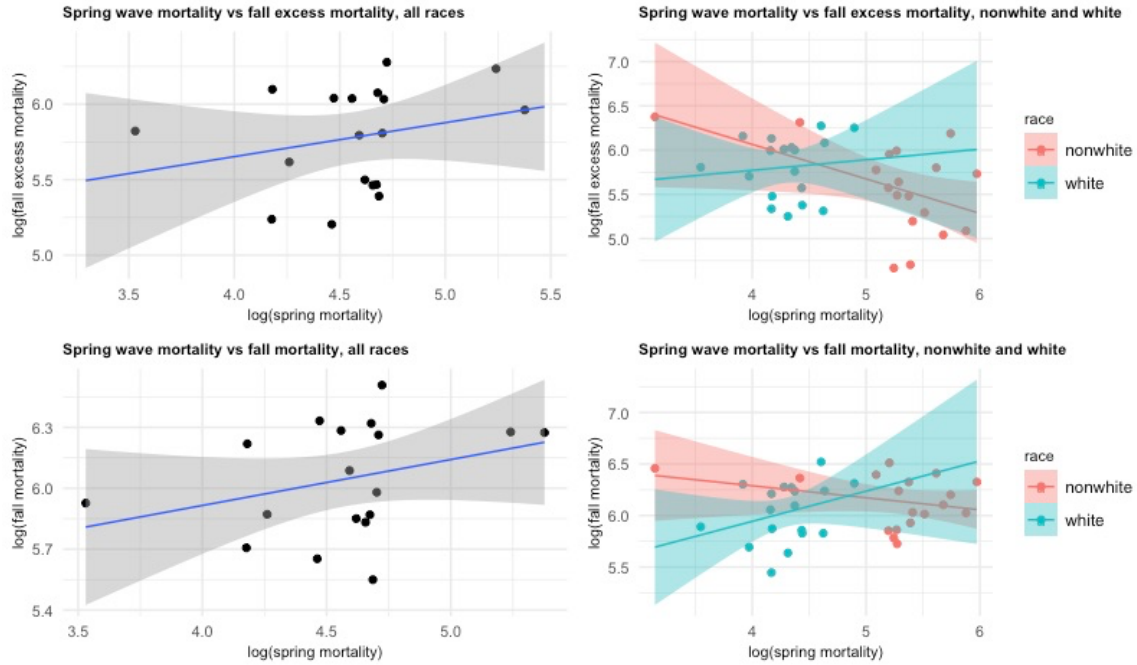 Spring wave mortality vs fall excess mortality, all races
log(fall excess mortality)
6.0
5.5
5.0
3.5 4.0 4.5 5.0 5.5
log(spring mortality)
Spring wave mortality vs fall excess mortality, nonwhite and white
log(fall excess mortality)
7.0
6.5
6.0
5.5
5.0
4 5 6
log(spring mortality)
race
nonwhite
white
Spring wave mortality vs fall mortality, all races
log(fall mortality)
6.3
6.0
5.7
5.4
3.5 4.0 4.5 5.0
log(spring mortality)
Spring wave mortality vs fall mortality, nonwhite and white
log(fall mortality)
7.0
6.5
6.0
5.5
4 5 6
log(spring mortality)
race
nonwhite
white